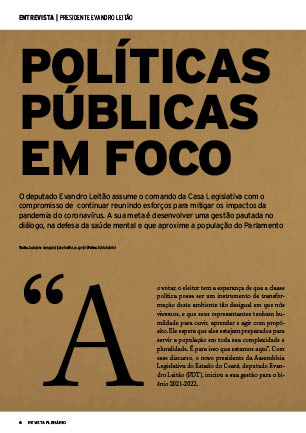 ENTREVISTA | PRESIDENTE EVANDRO LEITÃO
POLÍTICAS
PÚBLICAS
EM FOCO
O deputado Evandro Leitão assume o comando da Casa Legislativa com o
compromisso de continuar reunindo esforços para mitigar os impactos da
pandemia do coronavírus. A sua meta é desenvolver uma gestão pautada no
diálogo, na defesa da saúde mental e que aproxime a população do Parlamento
“A
o votar, o eleitor tem a esperança de que a classe
política possa ser um instrumento de transfor-
mação deste ambiente tão desigual em que nós
vivemos, e que seus representantes tenham hu-
mildade para ouvir, aprender e agir com propó-
sito. Ele espera que eles estejam preparados para
servir a população em toda sua complexidade e
pluralidade. É para isso que estamos aqui”. Com
esse discurso, o novo presidente da Assembleia
Legislativa do Estado do Ceará, deputado Evan-
dro Leitão (PDT), iniciou a sua gestão para o bi-
ênio 2021-2022.
6 REVISTA PLENÁRIO